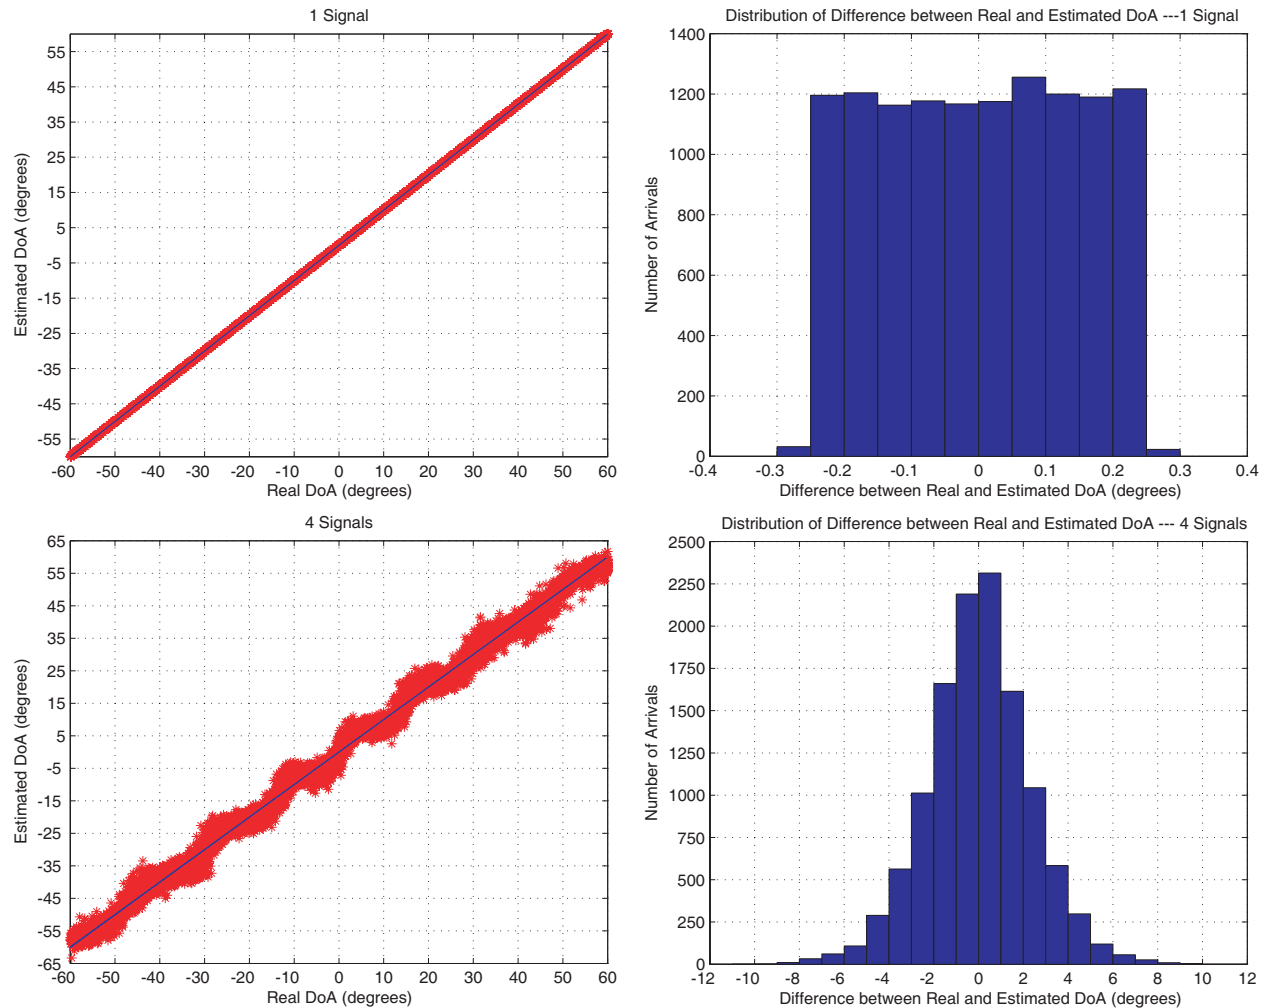 1 Signal
55
45
35
25
15
5
-5
-15
-25
-35
-45
-55
Estimated DoA (degrees)
-60 -50 -40 -30 -20 -10 0 10 20 30 40 50 60
Real DoA (degrees)
Distribution of Difference between Real and Estimated DoA ---1 Signal
1400
1200
1000
800
600
400
200
0
Number of Arrivals
-0.4 -0.3 -0.2 -0.1 0 0.1 0.2 0.3 0.4
Difference between Real and Estimated DoA (degrees)
4 Signals
65
55
45
35
25
15
5
-5
-15
-25
-35
-45
-55
-65
Estimated DoA (degrees)
-60 -50 -40 -30 -20 -10 0 10 20 30 40 50 60
Real DoA (degrees)
Distribution of Difference between Real and Estimated DoA --- 4 Signals
2500
2250
2000
1750
1500
1250
1000
750
500
250
0
Number of Arrivals
-12 -10 -8 -6 -4 -2 0 2 4 6 8 10 12
Difference between Real and Estimated DoA (degrees)